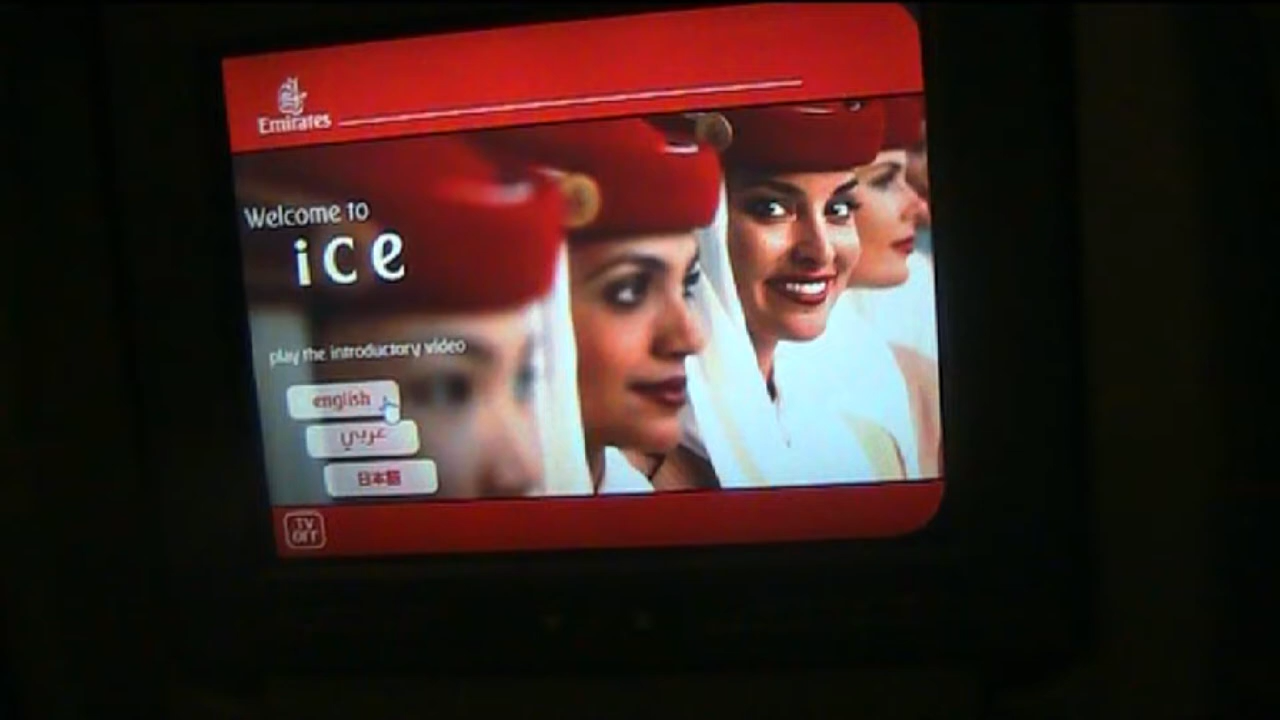 Emirates
Welcome to
ice
play the introductory video
english
عربي
日本語
TV
OFF